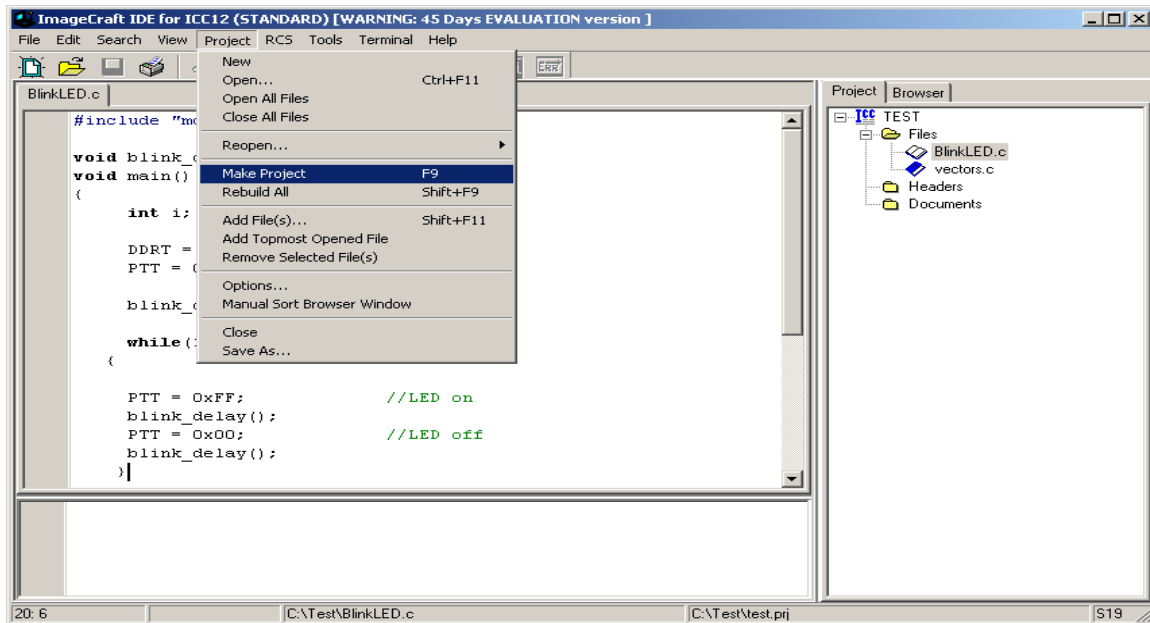 ImageCraft IDE for ICC12 (STANDARD) [WARNING: 45 Days EVALUATION version ]
File Edit Search View Project RCS Tools Terminal Help
New
Open... Ctrl+F11
Open All Files
Close All Files
Reopen...
Make Project F9
Rebuild All Shift+F9
Add File(s)... Shift+F11
Add Topmost Opened File
Remove Selected File(s)
Options...
Manual Sort Browser Window
Close
Save As...
ERR
BlinkLED.c
#include "m
void blink_
void main()
{
int i;
DDRT =
PTT =
blink_
while(
{
PTT = 0xFF; //LED on
blink_delay();
PTT = 0x00; //LED off
blink_delay();
}
Project Browser
ICC TEST
Files
BlinkLED.c
vectors.c
Headers
Documents
20: 6 C:\Test\BlinkLED.c C:\Test\test.prj S19